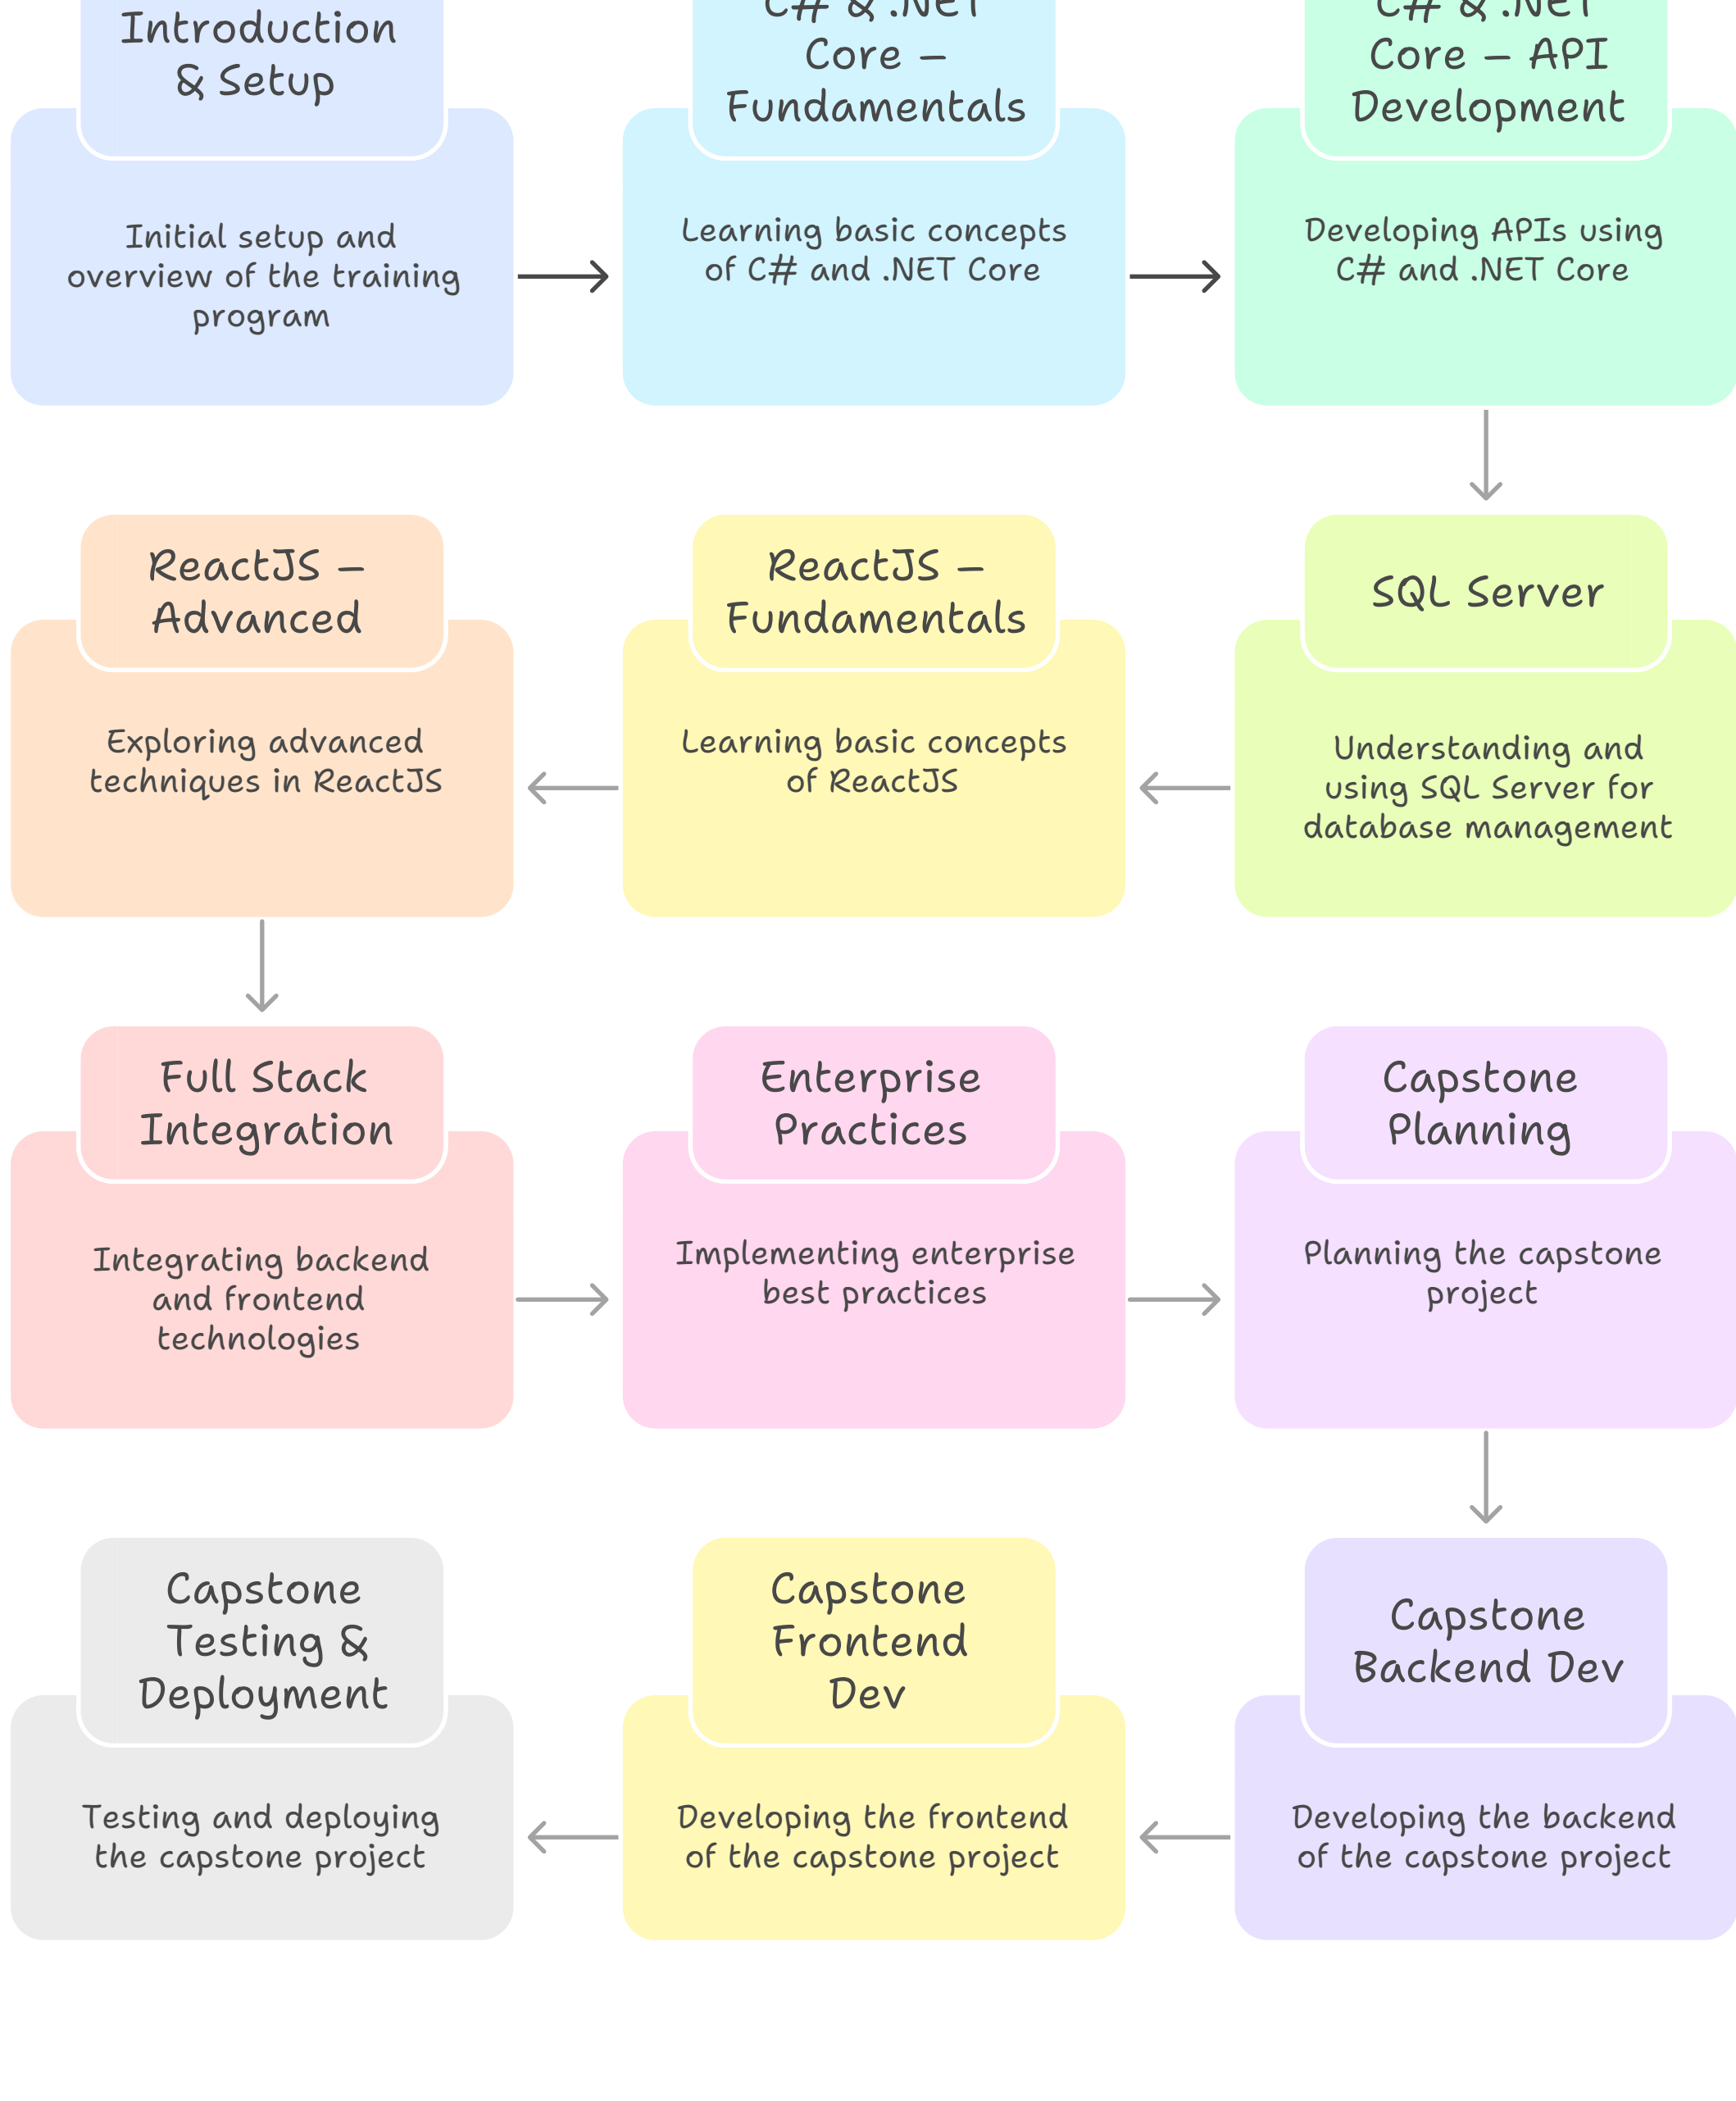 Introduction
& Setup
Initial setup and
overview of the training
program
C# & .NET
Core –
Fundamentals
Learning basic concepts
of C# and .NET Core
C# & .NET
Core – API
Development
Developing APIs using
C# and .NET Core
SQL Server
Understanding and
using SQL Server for
database management
ReactJS –
Fundamentals
Learning basic concepts
of ReactJS
ReactJS –
Advanced
Exploring advanced
techniques in ReactJS
Full Stack
Integration
Integrating backend
and frontend
technologies
Enterprise
Practices
Implementing enterprise
best practices
Capstone
Planning
Planning the capstone
project
Capstone
Backend Dev
Developing the backend
of the capstone project
Capstone
Frontend
Dev
Developing the frontend
of the capstone project
Capstone
Testing &
Deployment
Testing and deploying
the capstone project